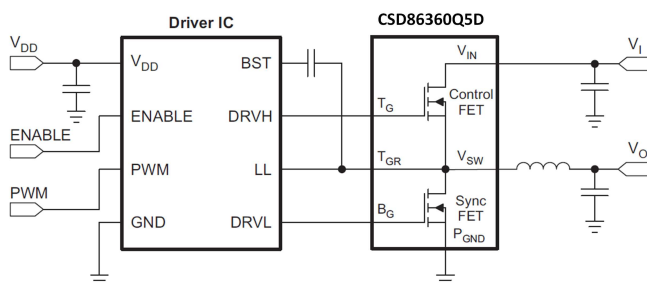 Driver IC
CSD86360Q5D
VDD
VDD
BST
VIN
VI
ENABLE
ENABLE
DRVH
TG
Control
FET
PWM
PWM
LL
TGR
VSW
VO
GND
DRVL
BG
Sync
FET
PGND